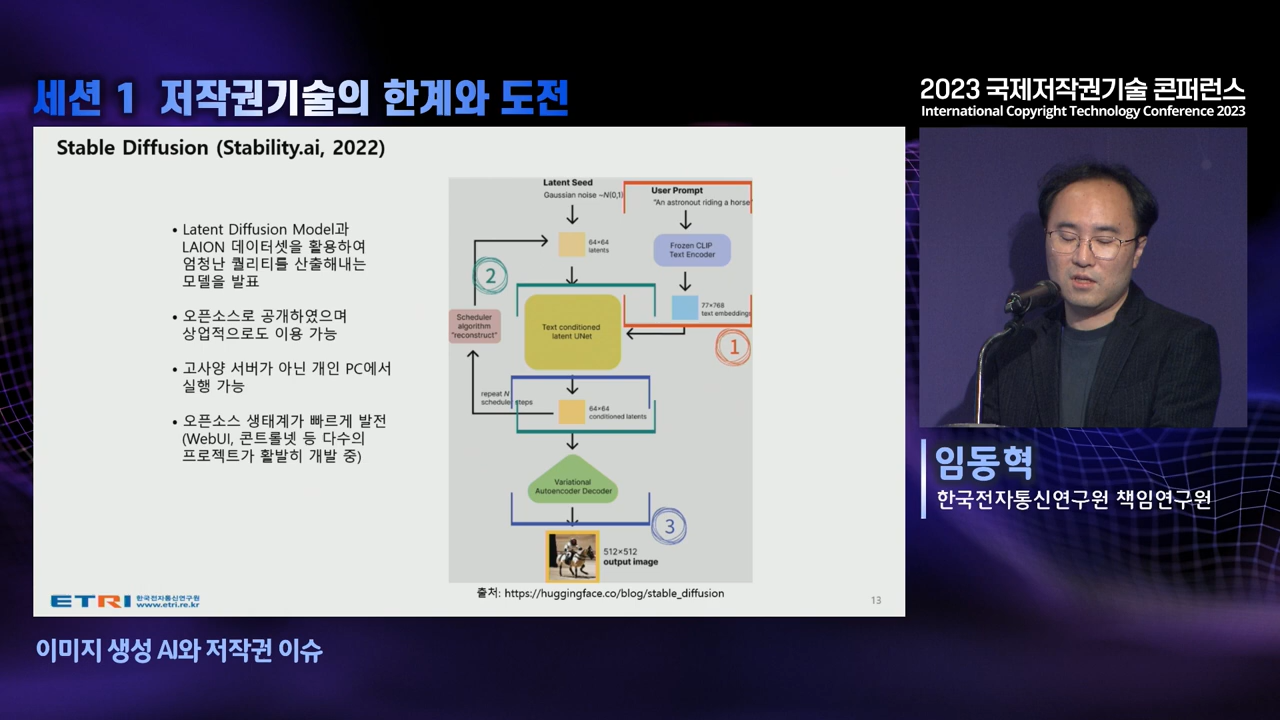 세션 1 저작권기술의 한계와 도전
2023 국제저작권기술 콘퍼런스
International Copyright Technology Conference 2023
Stable Diffusion (Stability.ai, 2022)
• Latent Diffusion Model과
LAION 데이터셋을 활용하여
엄청난 퀄리티를 산출해내는
모델을 발표
• 오픈소스로 공개하였으며
상업적으로도 이용 가능
• 고사양 서버가 아닌 개인 PC에서
실행 가능
• 오픈소스 생태계가 빠르게 발전
(WebUI, 콘트롤넷 등 다수의
프로젝트가 활발히 개발 중)
Latent Seed
Gaussian noise ~N(0,1)
User Prompt
"An astronout riding a horse"
64×64
latents
Frozen CLIP
Text Encoder
2
77×768
text embeddings
Scheduler
algorithm
"reconstruct"
Text conditioned
latent UNet
1
repeat N
scheduler steps
64×64
conditioned latents
Variational
Autoencoder Decoder
3
512×512
output image
출처: https://huggingface.co/blog/stable_diffusion
ETRI 한국전자통신연구원
www.etri.re.kr
13
임동혁
한국전자통신연구원 책임연구원
이미지 생성 AI와 저작권 이슈